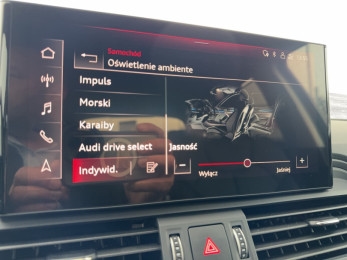 Samochód
Oświetlenie ambiente
Impuls
Morski
Karaiby
Audi drive select
Jasność
Indywid.
- +
Wyłącz Jaśniej